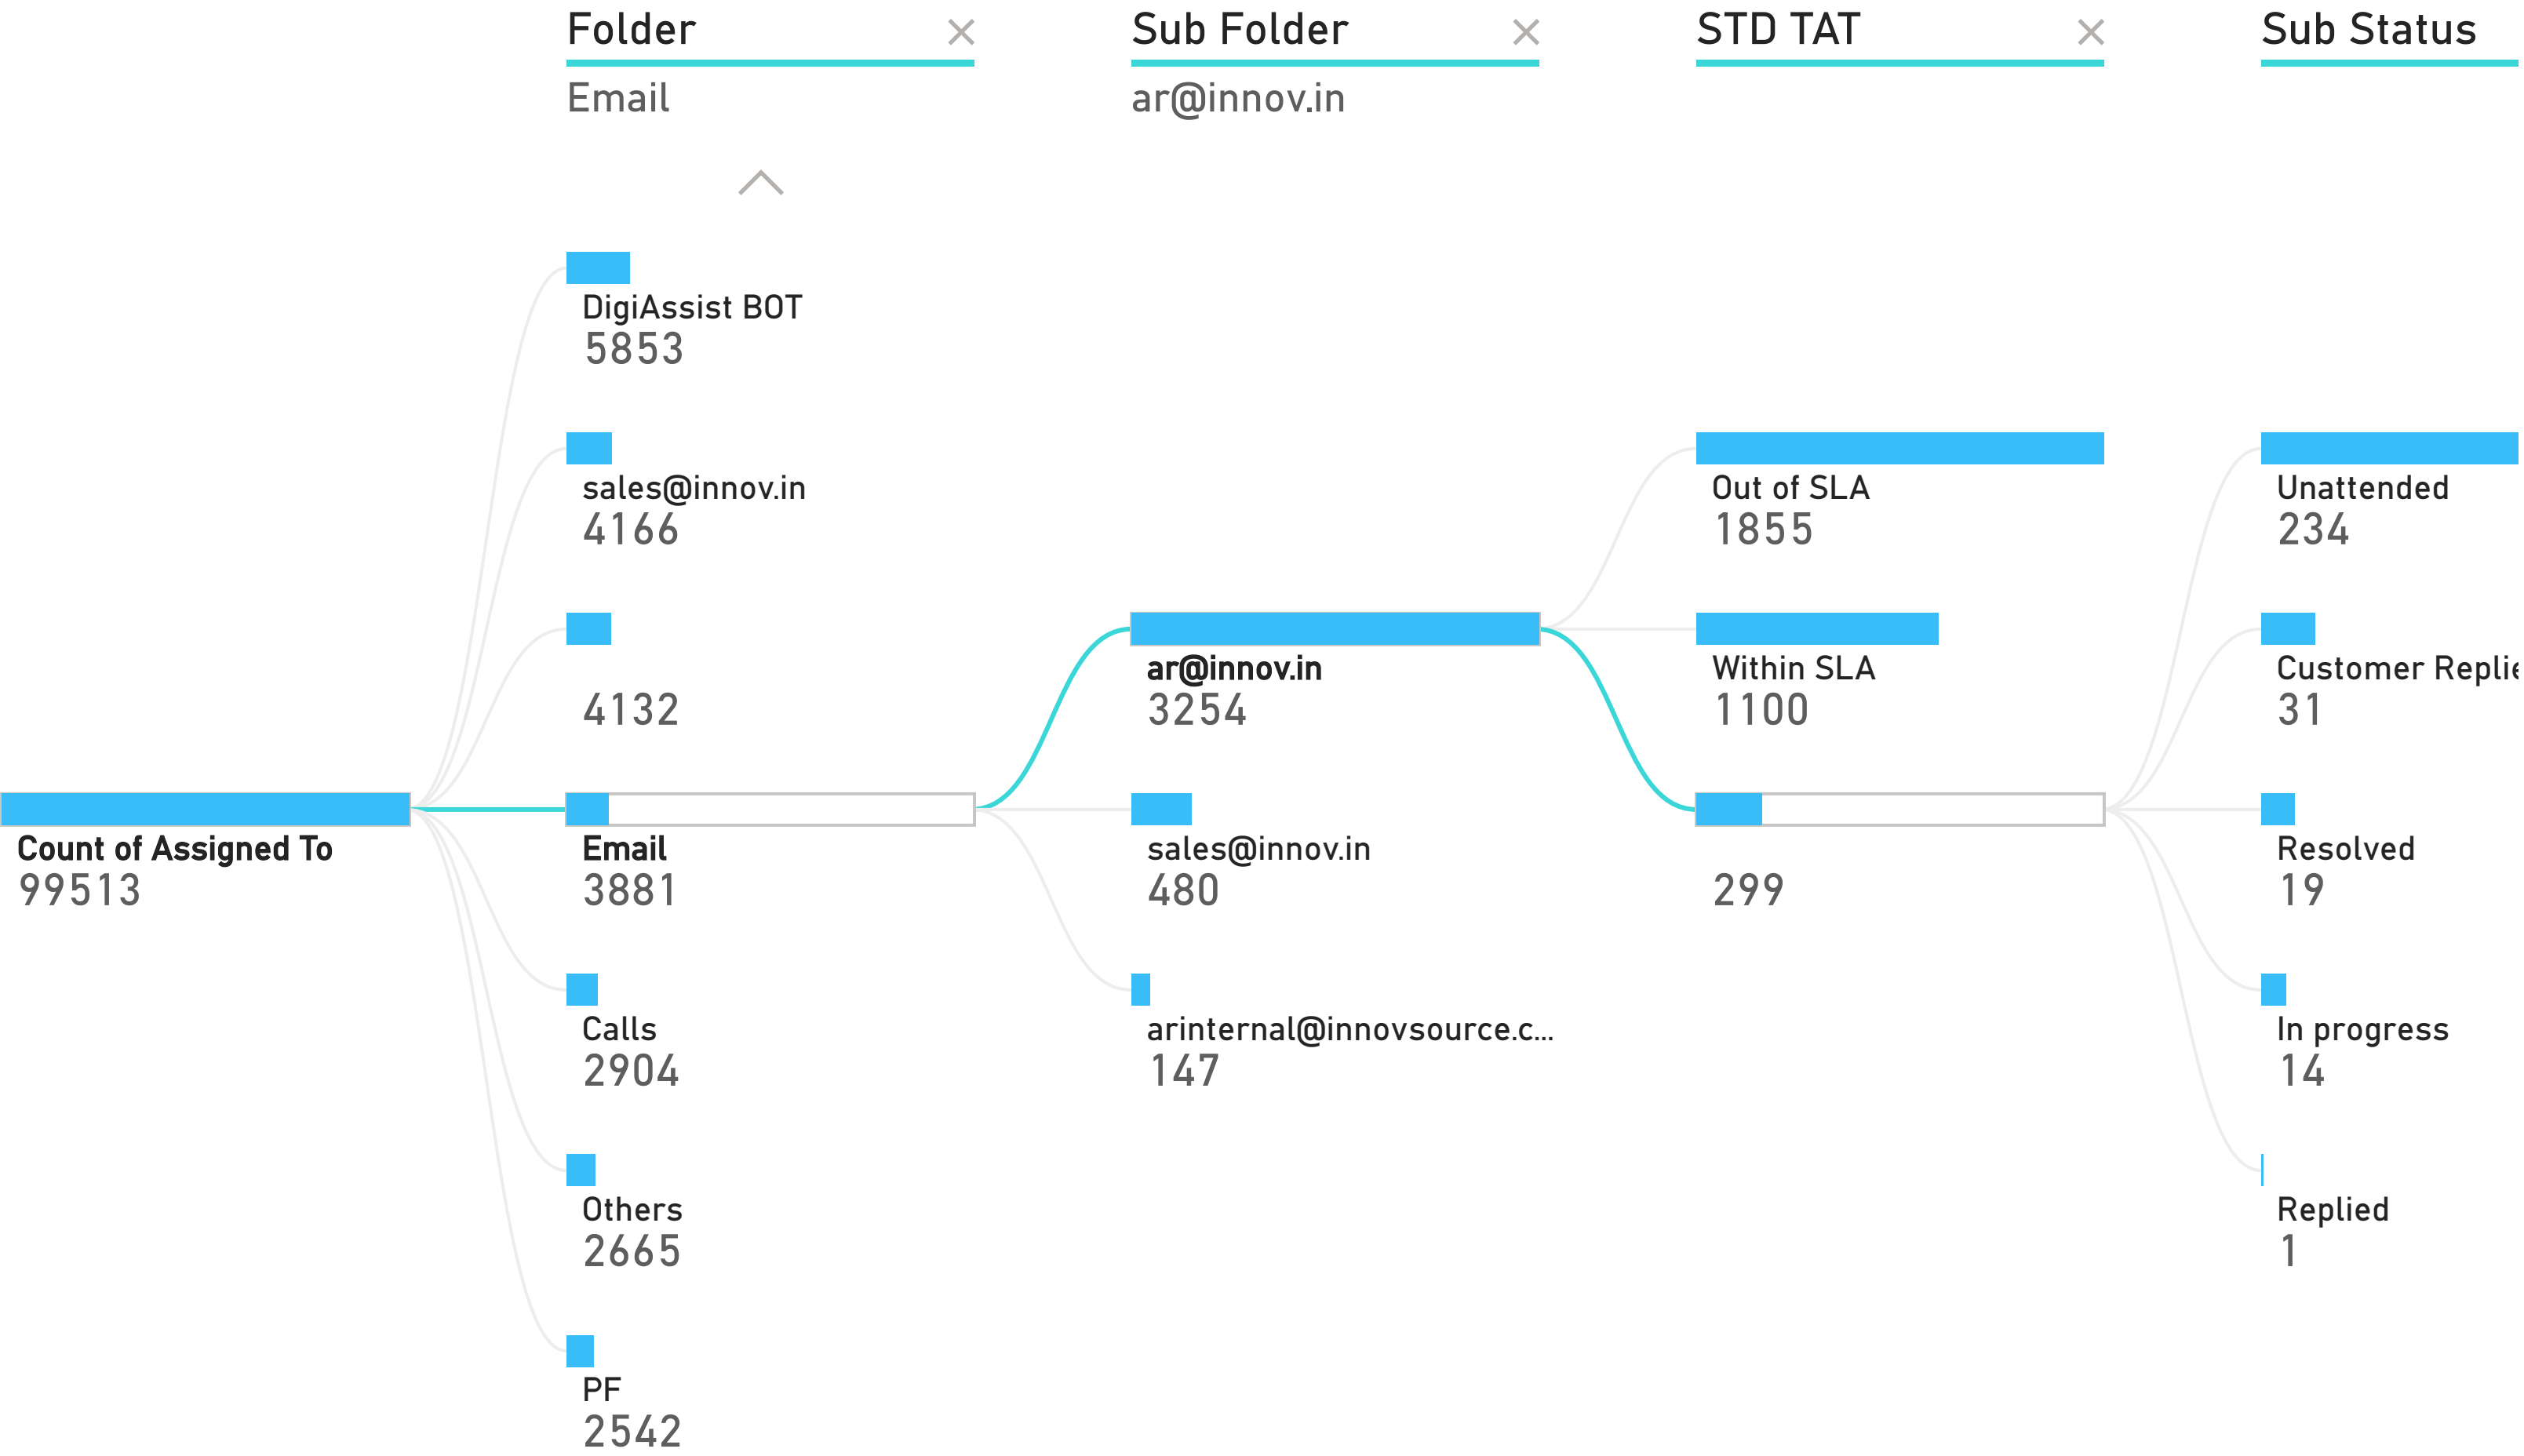 Folder
Sub Folder
STD TAT
Sub Status
Email
ar@innov.in
DigiAssist BOT
5853
sales@innov.in
4166
4132
Count of Assigned To
99513
Email
3881
Calls
2904
Others
2665
PF
2542
ar@innov.in
3254
sales@innov.in
480
arinternal@innovsource.c...
147
Out of SLA
1855
Within SLA
1100
299
Unattended
234
Customer Replie
31
Resolved
19
In progress
14
Replied
1